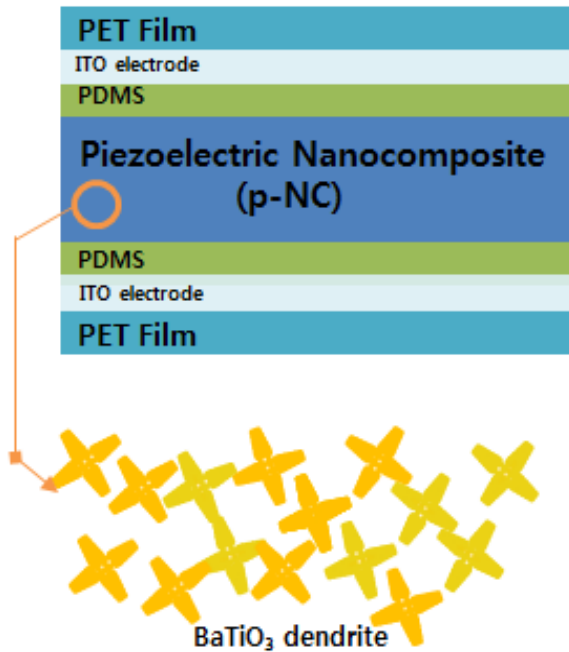 PET Film
ITO electrode
PDMS
Piezoelectric Nanocomposite
(p-NC)
PDMS
ITO electrode
PET Film
BaTiO₃ dendrite